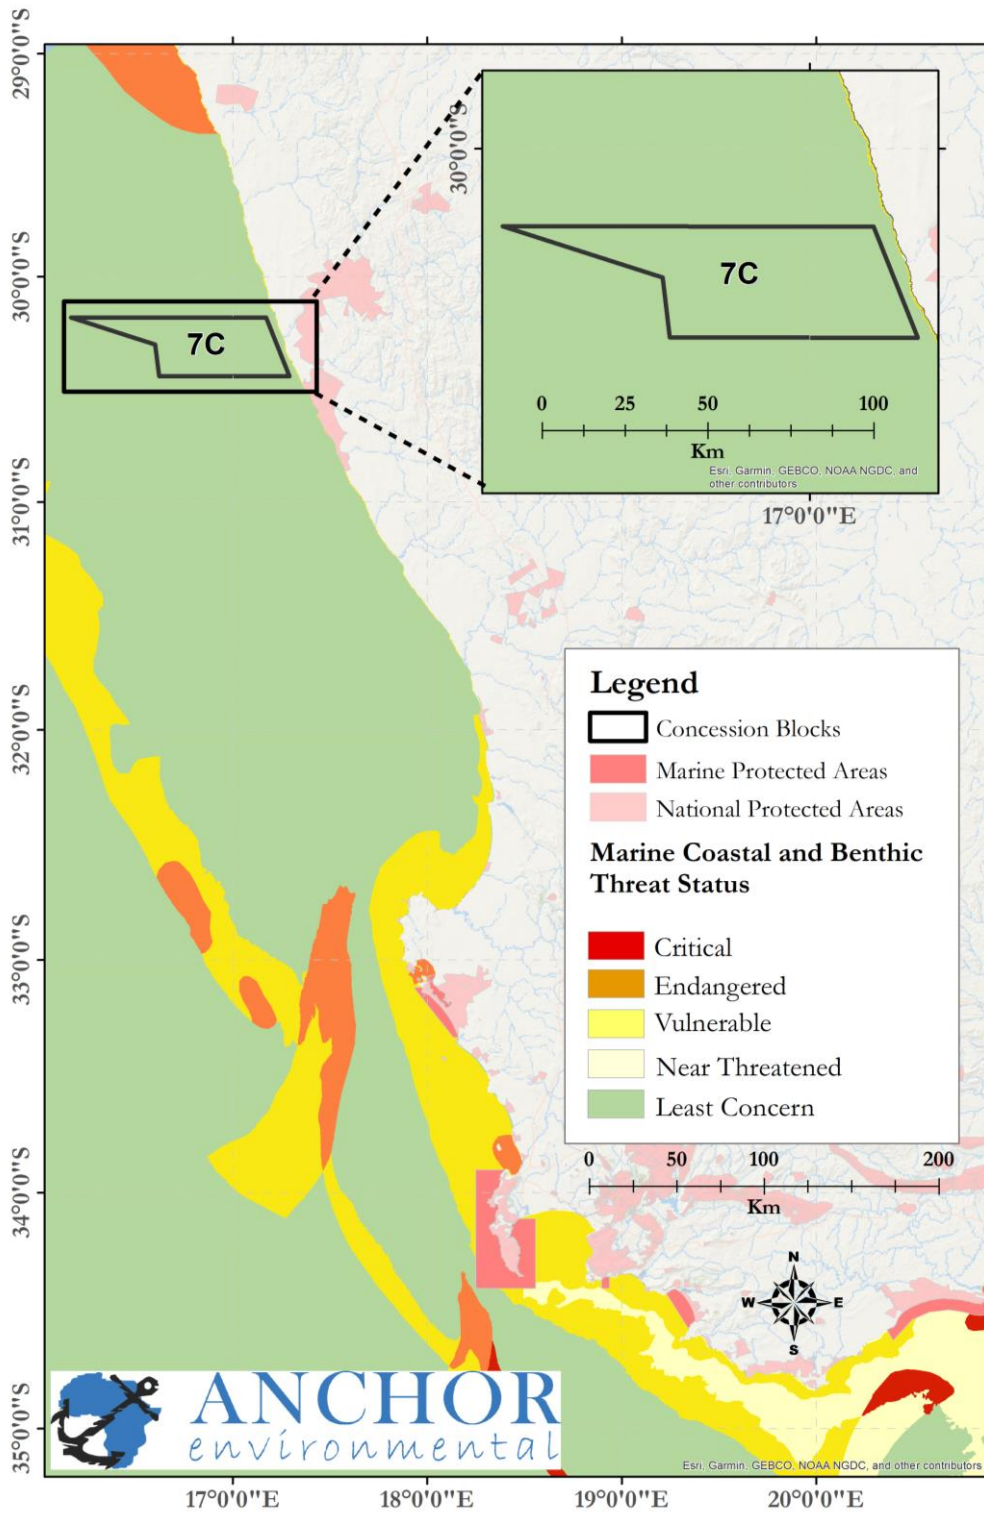 29°0'0"S
30°0'0"S
31°0'0"S
32°0'0"S
33°0'0"S
34°0'0"S
35°0'0"S
7C
30°0'0"S
7C
0 25 50 100
Km
Esri, Garmin, GEBCO, NOAA NGDC, and
other contributors
17°0'0"E
Legend
Concession Blocks
Marine Protected Areas
National Protected Areas
Marine Coastal and Benthic
Threat Status
Critical
Endangered
Vulnerable
Near Threatened
Least Concern
0 50 100 200
Km
N
W E
S
ANCHOR
environmental
Esri, Garmin, GEBCO, NOAA NGDC, and other contributors
17°0'0"E 18°0'0"E 19°0'0"E 20°0'0"E